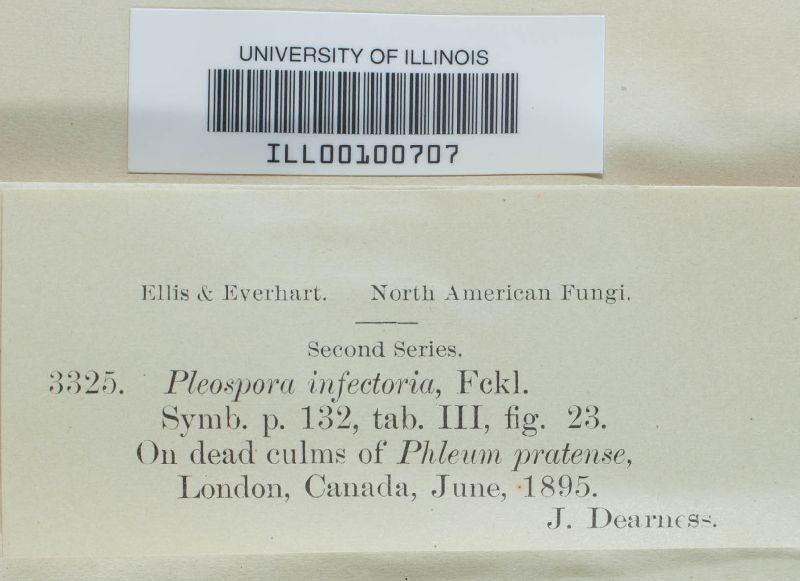 UNIVERSITY OF ILLINOIS
ILL00100707
Ellis & Everhart. North American Fungi.
Second Series.
3325. Pleospora infectoria, Fckl.
Symb. p. 132, tab. III, fig. 23.
On dead culms of Phleum pratense,
London, Canada, June, 1895.
J. Dearness.